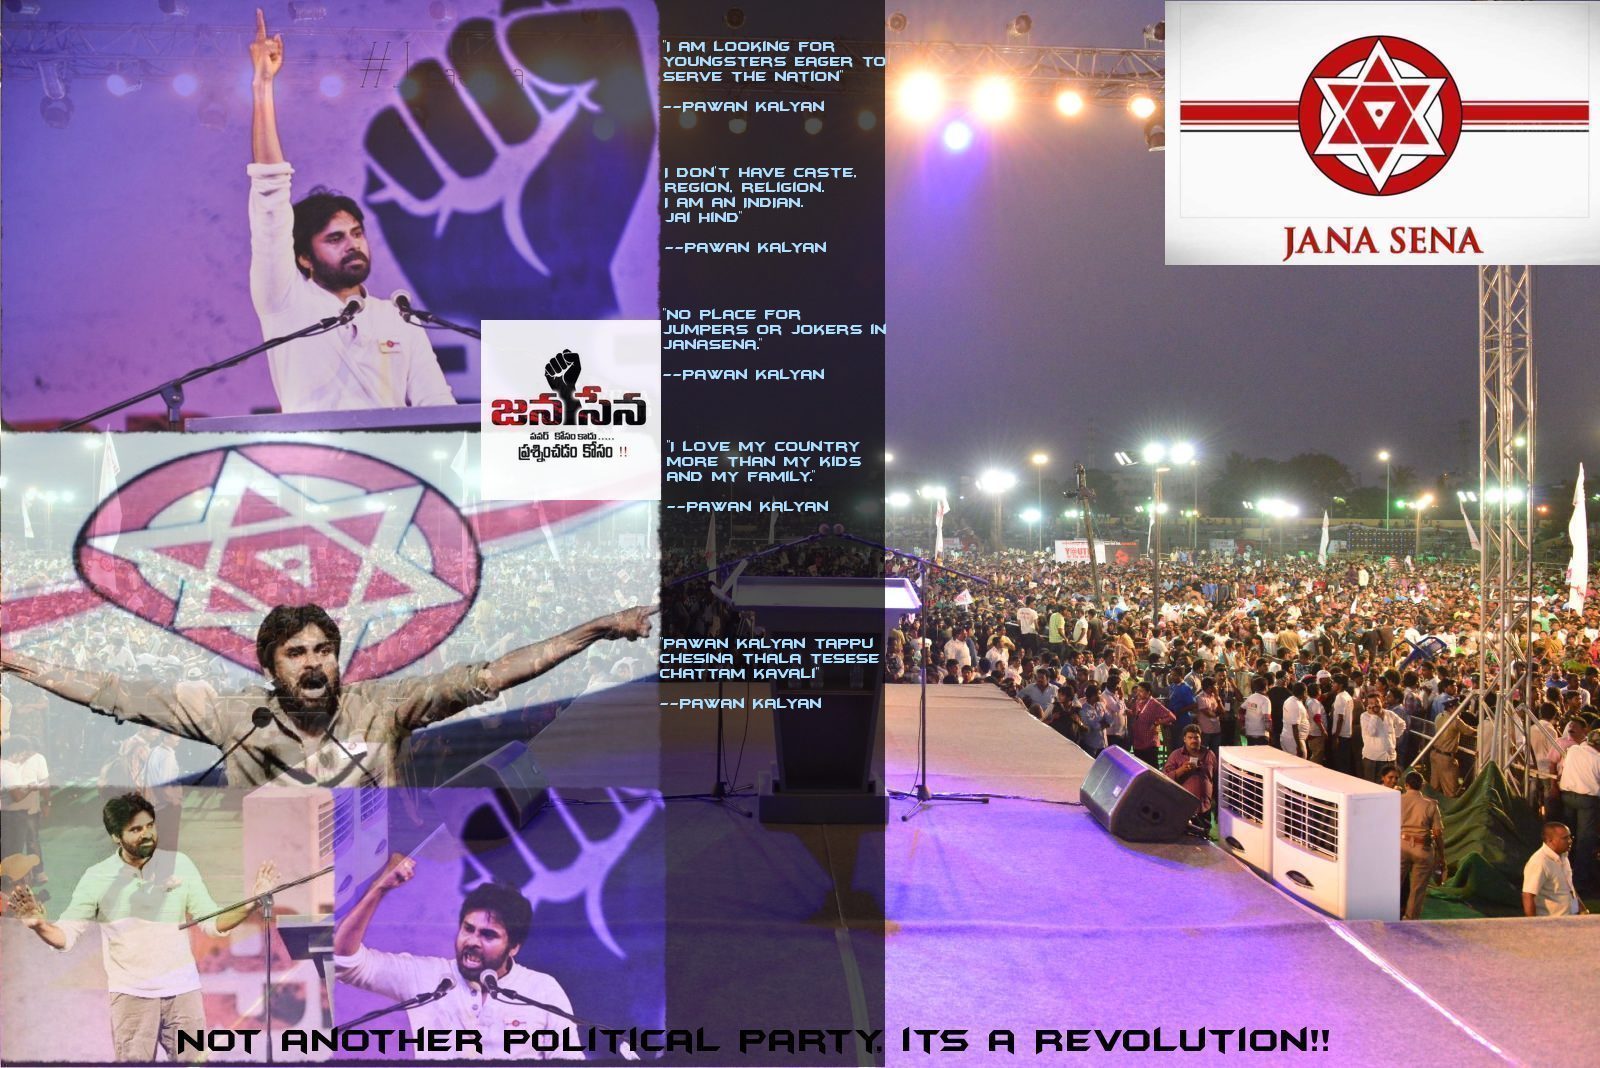 #J
"I AM LOOKING FOR
YOUNGSTERS EAGER TO
SERVE THE NATION"
--PAWAN KALYAN
I DON'T HAVE CASTE,
REGION, RELIGION.
I AM AN INDIAN.
JAI HIND"
--PAWAN KALYAN
"NO PLACE FOR
JUMPERS OR JOKERS IN
JANASENA."
--PAWAN KALYAN
"I LOVE MY COUNTRY
MORE THAN MY KIDS
AND MY FAMILY."
--PAWAN KALYAN
"PAWAN KALYAN TAPPU
CHESINA THALA TESESE
CHATTAM KAVALI"
--PAWAN KALYAN
జనసేన
పవర్ కోసం కాదు.....
ప్రశ్నించడం కోసం !!
JANA SENA
YOUTH
NOT ANOTHER POLITICAL PARTY, ITS A REVOLUTION!!